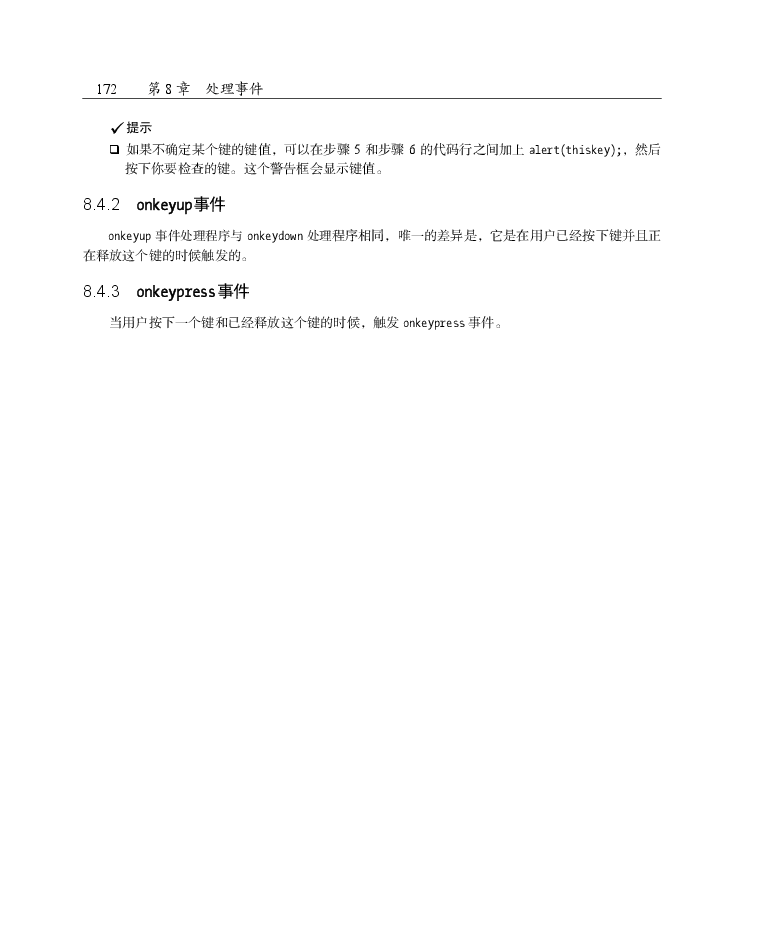 172 第 8 章 处理事件
✓提示
❑ 如果不确定某个键的键值，可以在步骤 5 和步骤 6 的代码行之间加上 alert(thiskey);，然后
按下你要检查的键。这个警告框会显示键值。
8.4.2 onkeyup事件
onkeyup 事件处理程序与 onkeydown 处理程序相同，唯一的差异是，它是在用户已经按下键并且正
在释放这个键的时候触发的。
8.4.3 onkeypress事件
当用户按下一个键和已经释放这个键的时候，触发 onkeypress 事件。